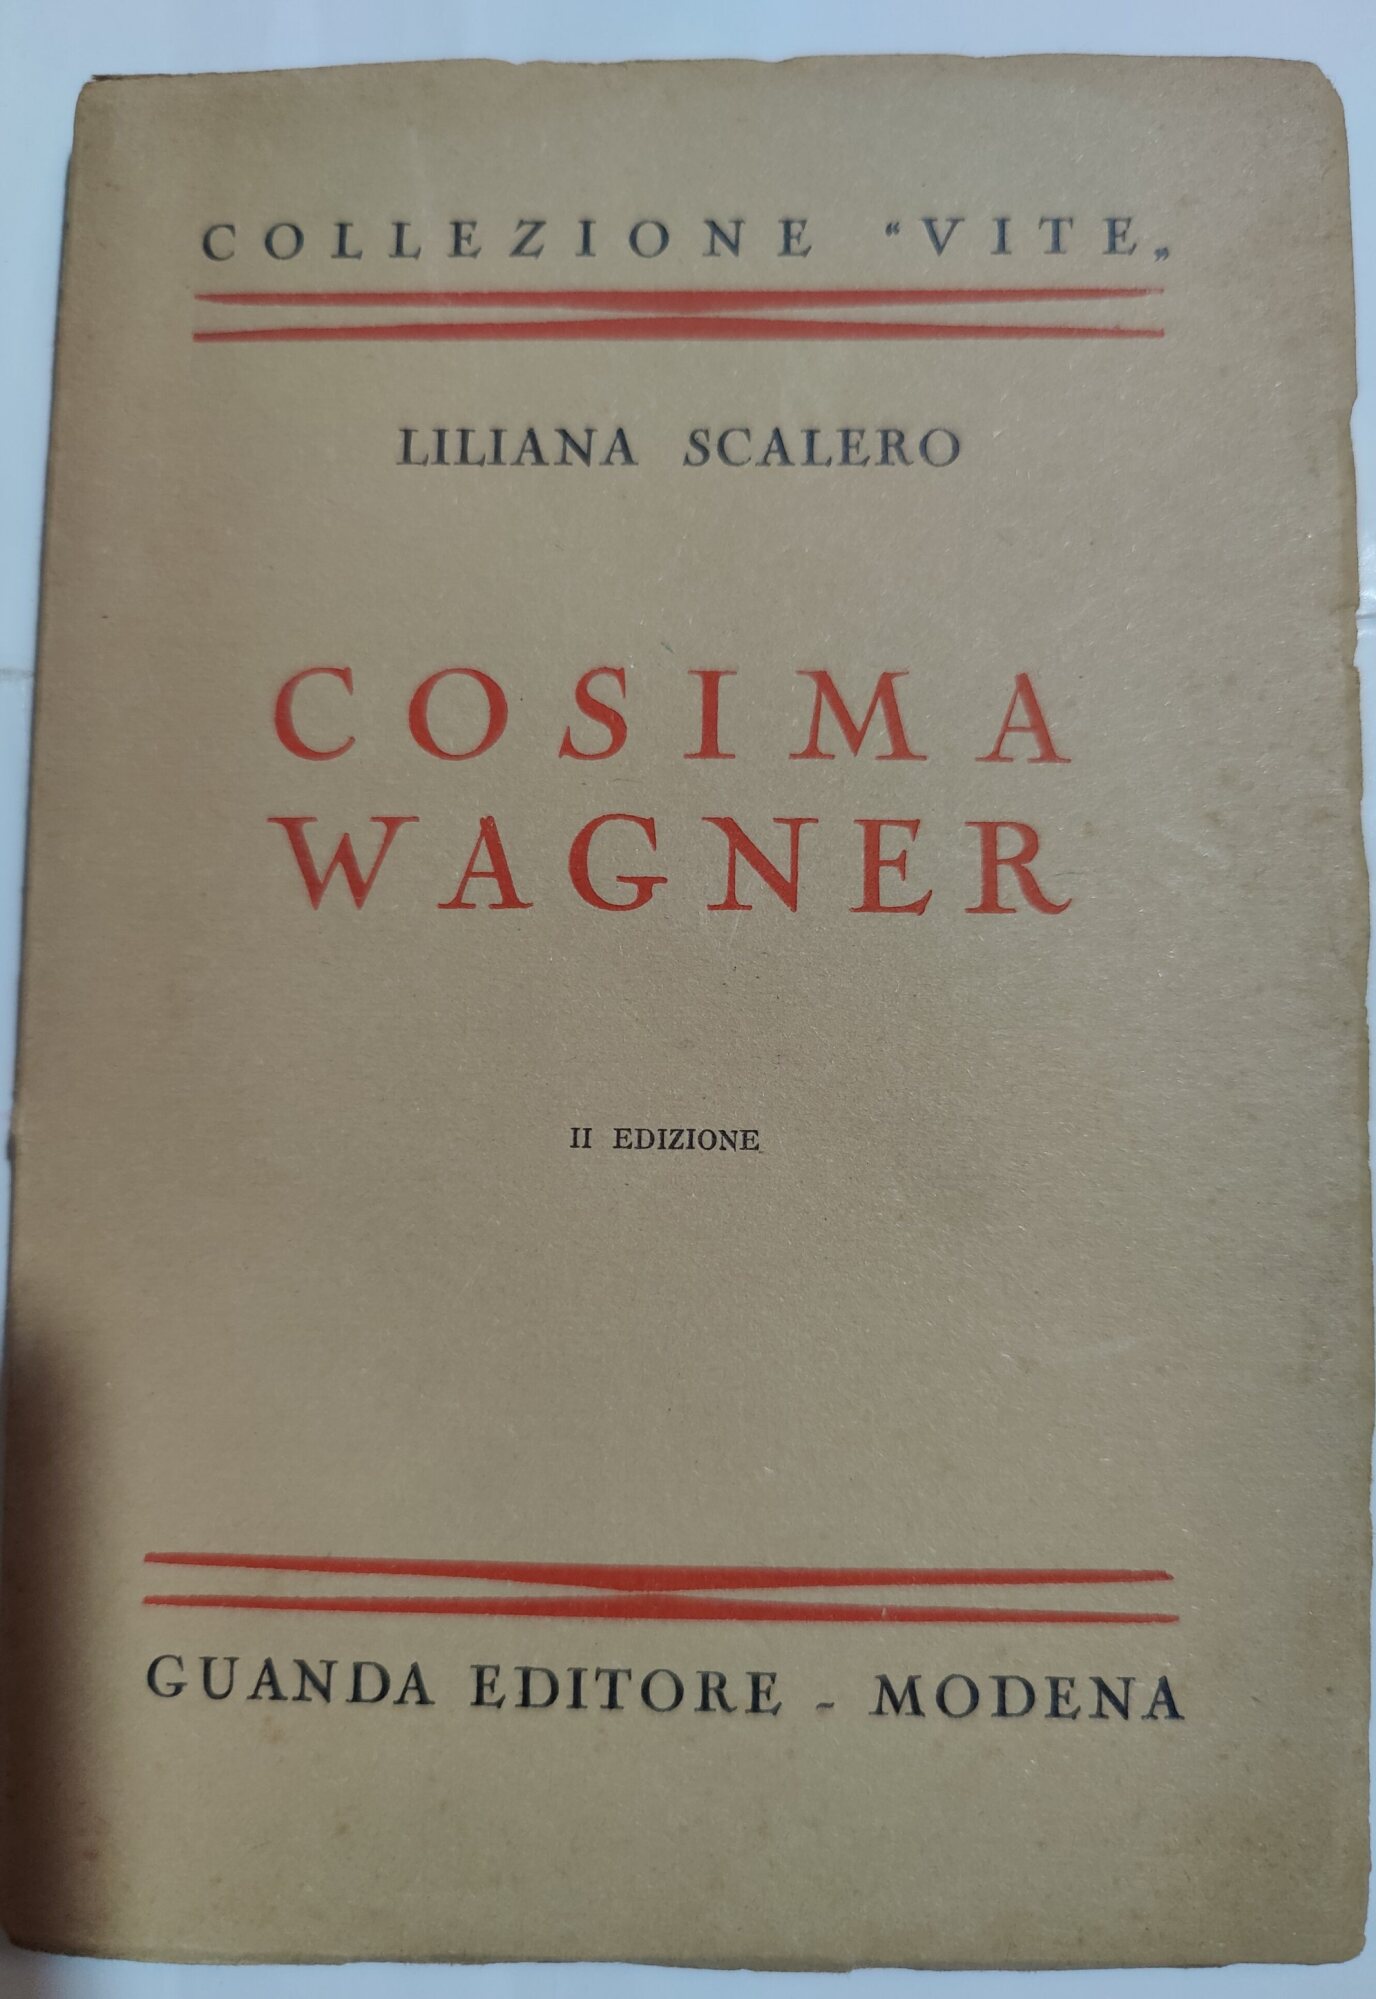 COLLEZIONE “VITE„
LILIANA SCALERO
COSIMA
WAGNER
II EDIZIONE
GUANDA EDITORE - MODENA